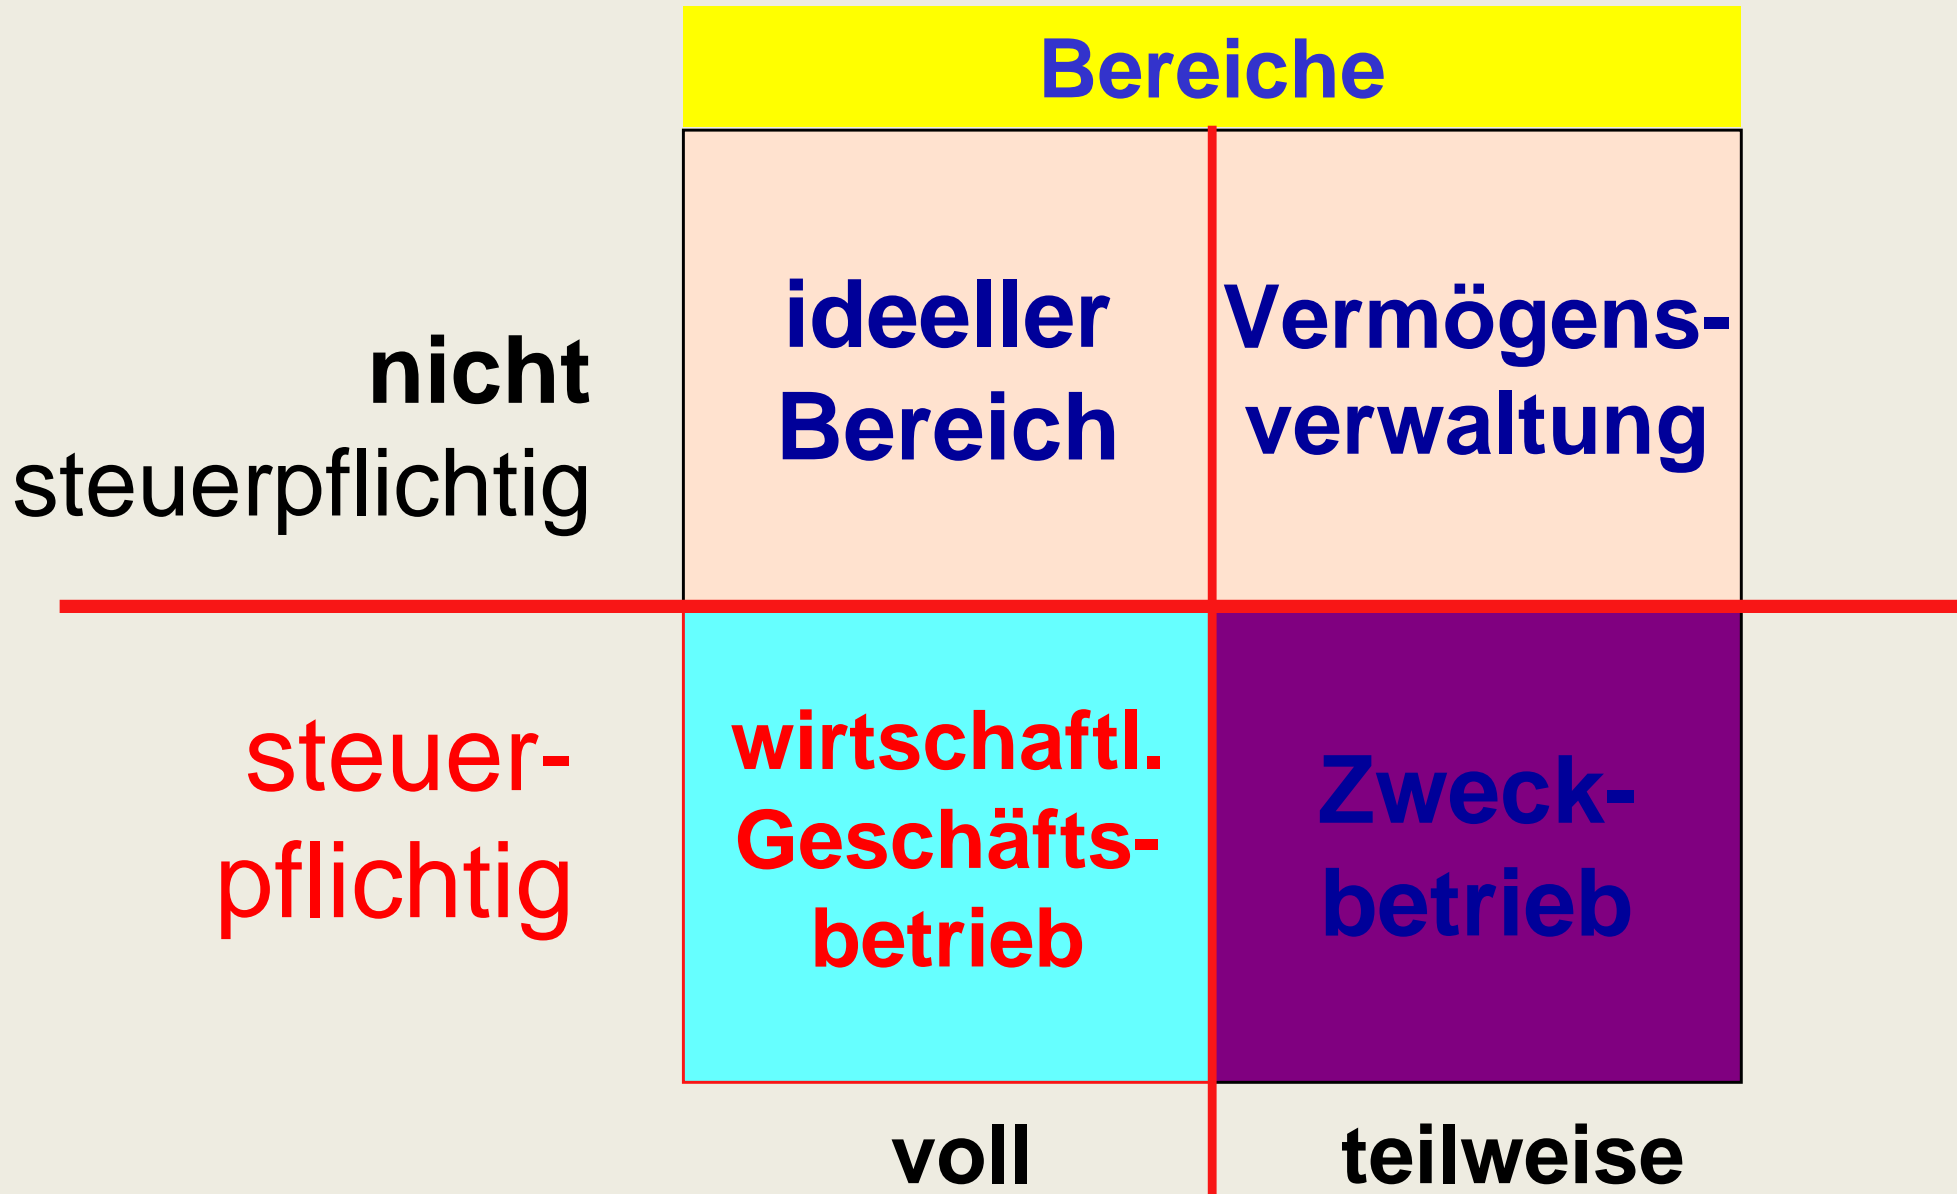 Bereiche
nicht
steuerpflichtig
ideeller
Bereich
Vermögens-
verwaltung
steuer-
pflichtig
wirtschaftl.
Geschäfts-
betrieb
Zweck-
betrieb
voll
teilweise